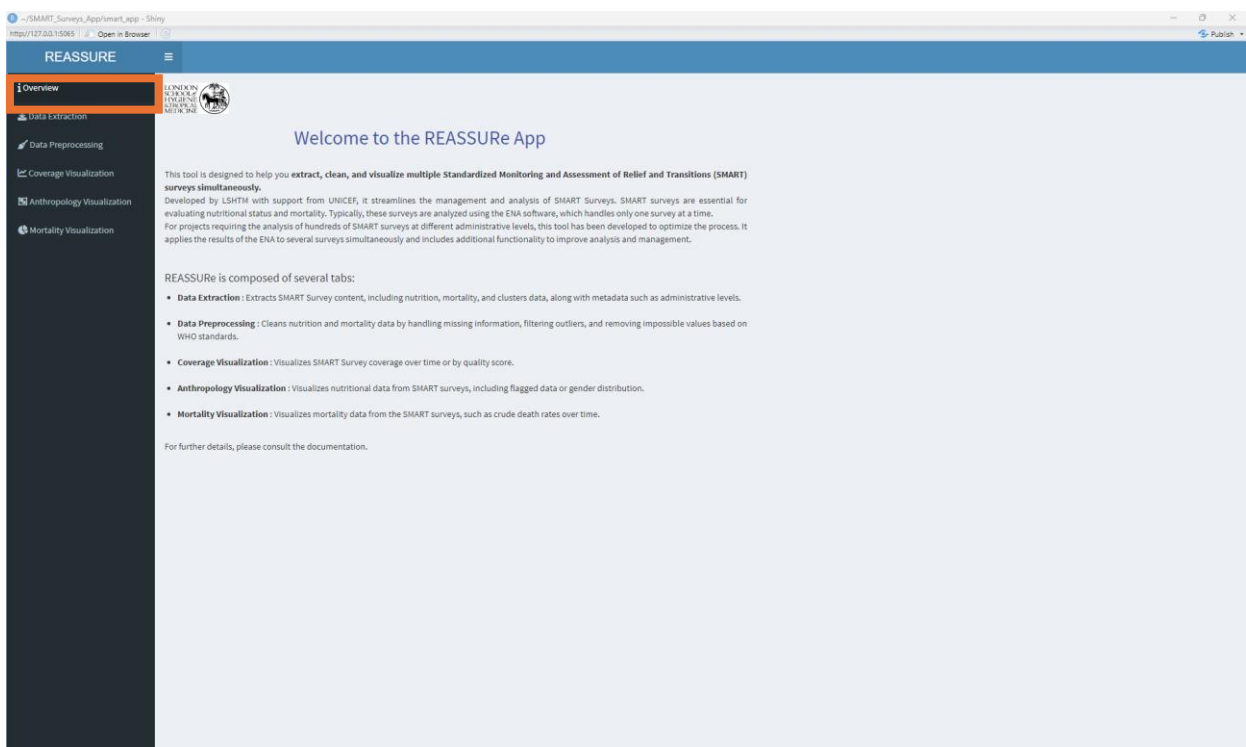 ~/SMART_Surveys_App/smart_app - Shiny
http://127.0.0.1:5065 Open in Browser Publish
REASSURE
Overview
Data Extraction
Data Preprocessing
Coverage Visualization
Anthropology Visualization
Mortality Visualization
LONDON
SCHOOL of
HYGIENE
&TROPICAL
MEDICINE
Welcome to the REASSURe App
This tool is designed to help you extract, clean, and visualize multiple Standardized Monitoring and Assessment of Relief and Transitions (SMART)
surveys simultaneously.
Developed by LSHTM with support from UNICEF, it streamlines the management and analysis of SMART Surveys. SMART surveys are essential for
evaluating nutritional status and mortality. Typically, these surveys are analyzed using the ENA software, which handles only one survey at a time.
For projects requiring the analysis of hundreds of SMART surveys at different administrative levels, this tool has been developed to optimize the process. It
applies the results of the ENA to several surveys simultaneously and includes additional functionality to improve analysis and management.
REASSURe is composed of several tabs:
• Data Extraction : Extracts SMART Survey content, including nutrition, mortality, and clusters data, along with metadata such as administrative levels.
• Data Preprocessing : Cleans nutrition and mortality data by handling missing information, filtering outliers, and removing impossible values based on
WHO standards.
• Coverage Visualization : Visualizes SMART Survey coverage over time or by quality score.
• Anthropology Visualization : Visualizes nutritional data from SMART surveys, including flagged data or gender distribution.
• Mortality Visualization : Visualizes mortality data from the SMART surveys, such as crude death rates over time.
For further details, please consult the documentation.